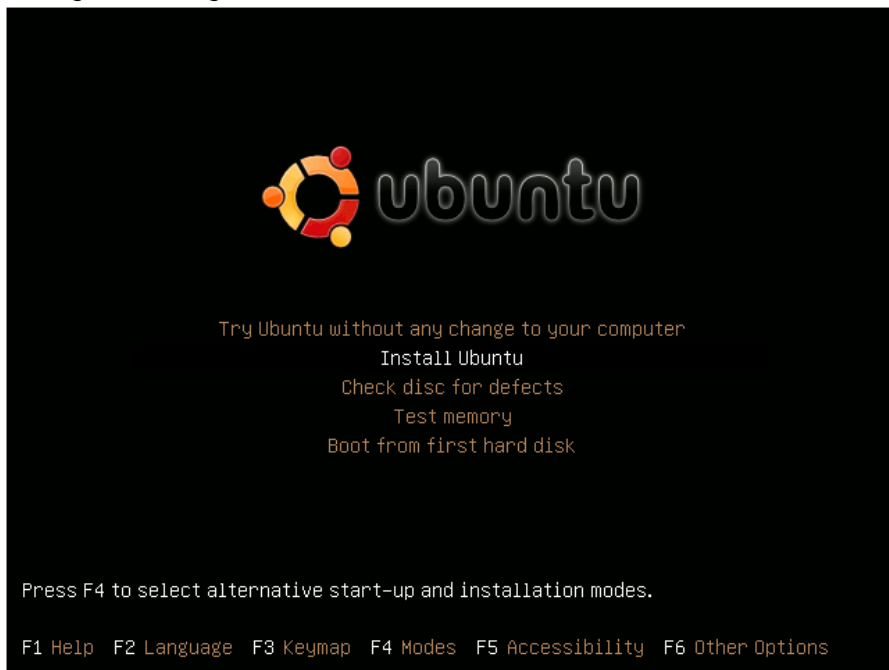 ubuntu
Try Ubuntu without any change to your computer
Install Ubuntu
Check disc for defects
Test memory
Boot from first hard disk
Press F4 to select alternative start-up and installation modes.
F1 Help F2 Language F3 Keymap F4 Modes F5 Accessibility F6 Other Options